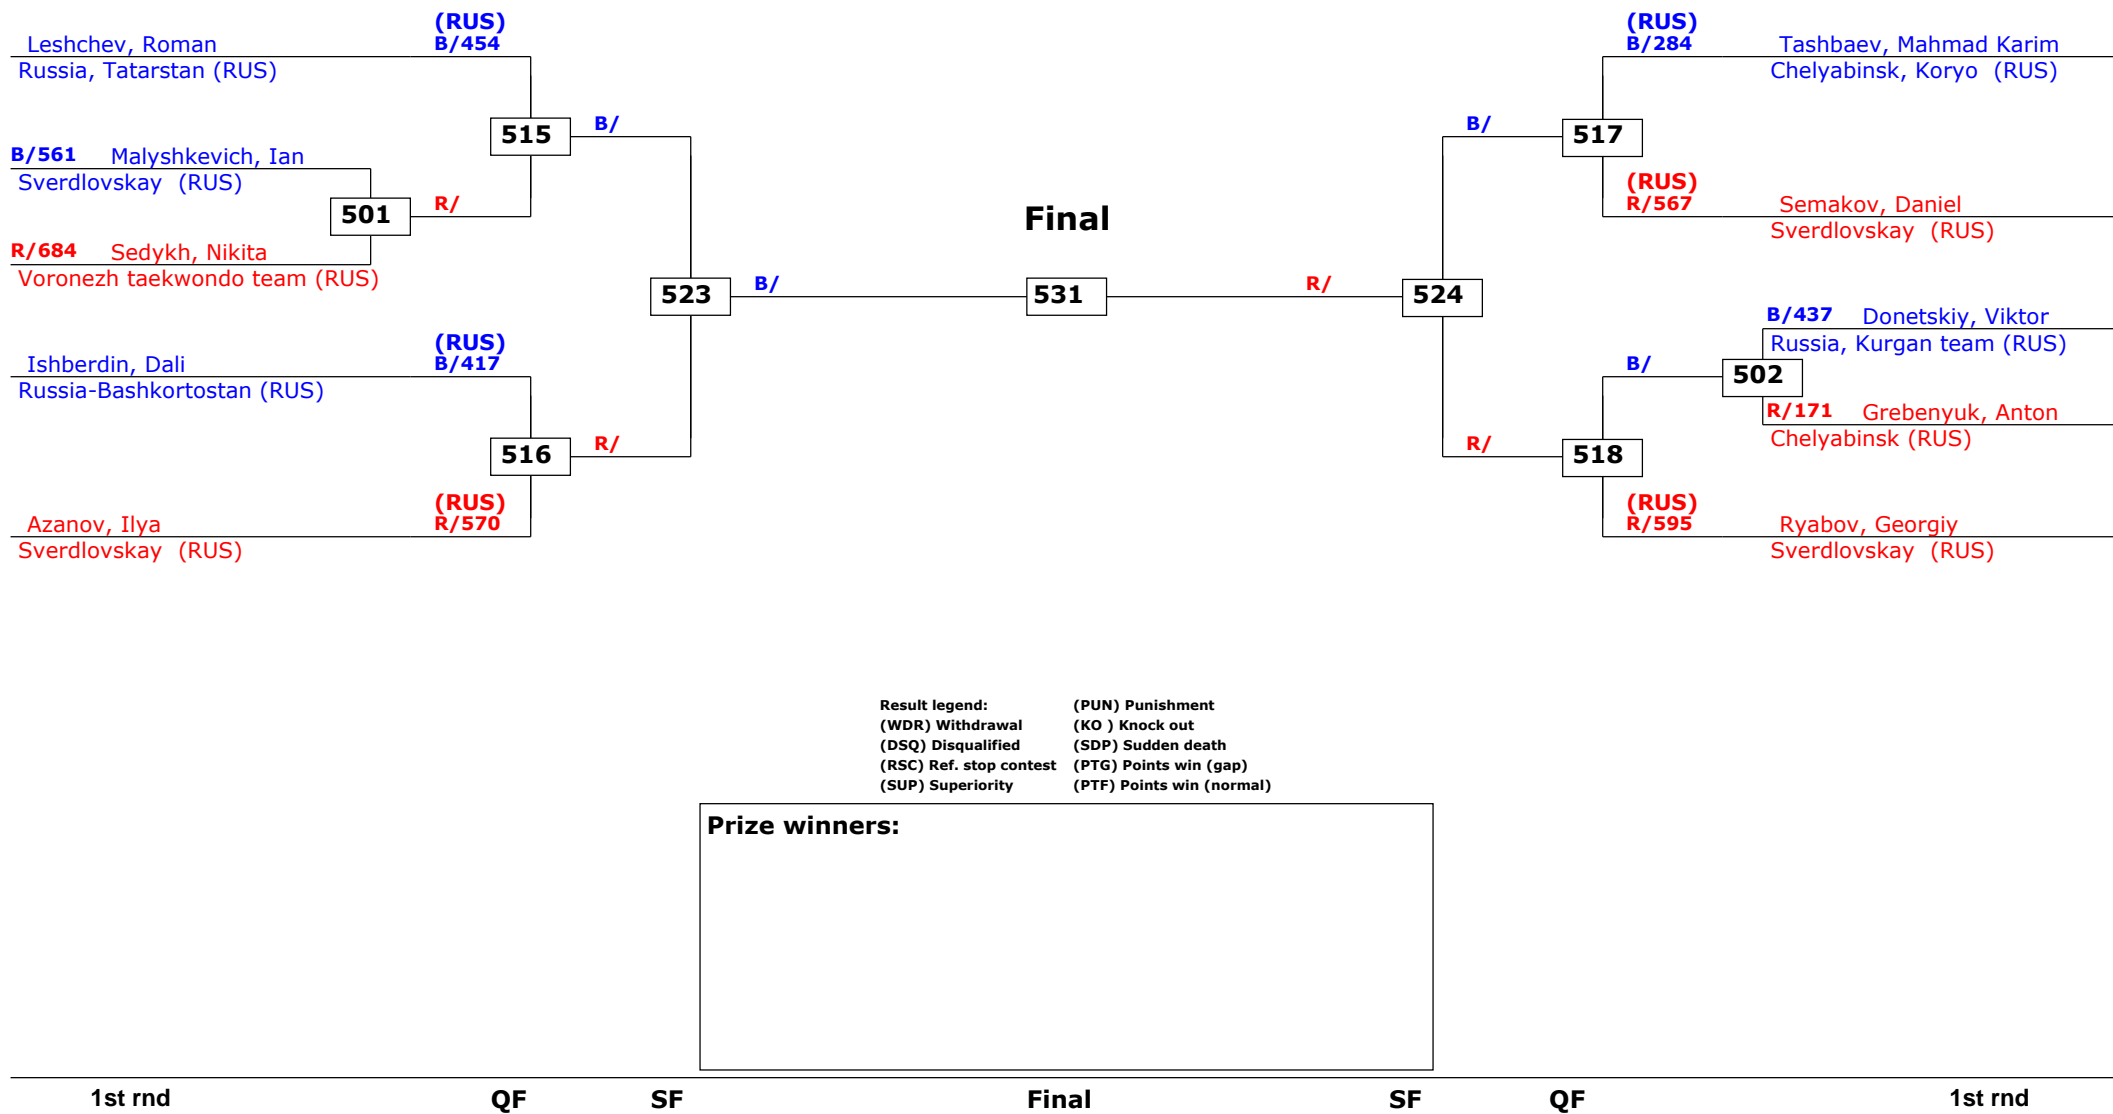 (RUS)
B/454
Leshchev, Roman
Russia, Tatarstan (RUS)
515
B/
B/561 Malyshkevich, Ian
Sverdlovskay (RUS)
501
R/
R/684 Sedykh, Nikita
Voronezh taekwondo team (RUS)
523
B/
(RUS)
B/417
Ishberdin, Dali
Russia-Bashkortostan (RUS)
516
R/
(RUS)
R/570
Azanov, Ilya
Sverdlovskay (RUS)
Final
531
(RUS)
B/284
Tashbaev, Mahmad Karim
Chelyabinsk, Koryo (RUS)
B/
517
(RUS)
R/567
Semakov, Daniel
Sverdlovskay (RUS)
R/
524
B/437 Donetskiy, Viktor
Russia, Kurgan team (RUS)
B/
502
R/171 Grebenyuk, Anton
Chelyabinsk (RUS)
R/
518
(RUS)
R/595
Ryabov, Georgiy
Sverdlovskay (RUS)
Result legend: (PUN) Punishment
(WDR) Withdrawal (KO ) Knock out
(DSQ) Disqualified (SDP) Sudden death
(RSC) Ref. stop contest (PTG) Points win (gap)
(SUP) Superiority (PTF) Points win (normal)
Prize winners:
1st rnd QF SF Final SF QF 1st rnd